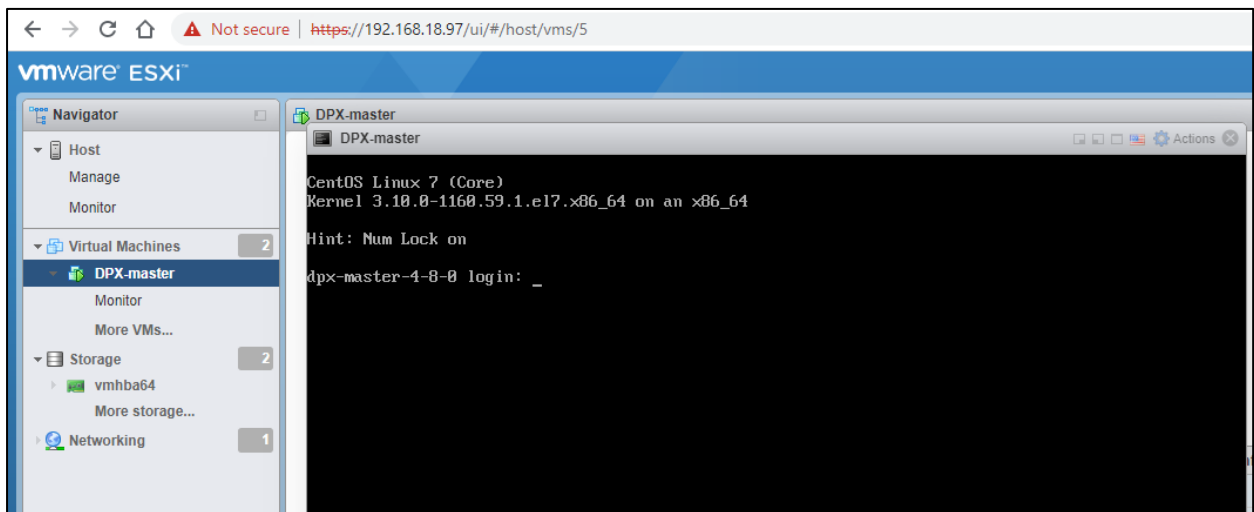 Not secure | https://192.168.18.97/ui/#/host/vms/5
vmware ESXi™
Navigator
Host
Manage
Monitor
Virtual Machines 2
DPX-master
Monitor
More VMs...
Storage 2
vmhba64
More storage...
Networking 1
DPX-master
DPX-master Actions
CentOS Linux 7 (Core)
Kernel 3.10.0-1160.59.1.el7.x86_64 on an x86_64
Hint: Num Lock on
dpx-master-4-8-0 login: _